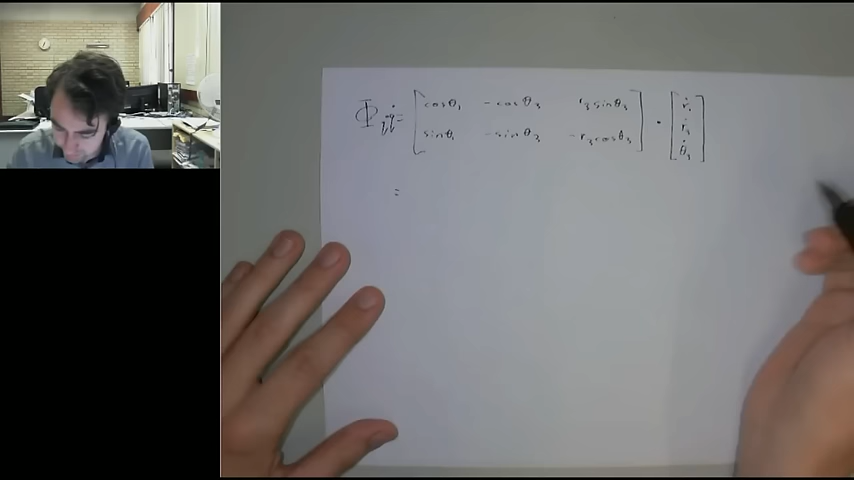 Φ_q q̇ = [ cosθ₁ -cosθ₃ r₃sinθ₃ ] · [ ṙ₁ ]
[ sinθ₁ -sinθ₃ -r₃cosθ₃ ] [ ṙ₃ ]
[ θ̇₃ ]
=